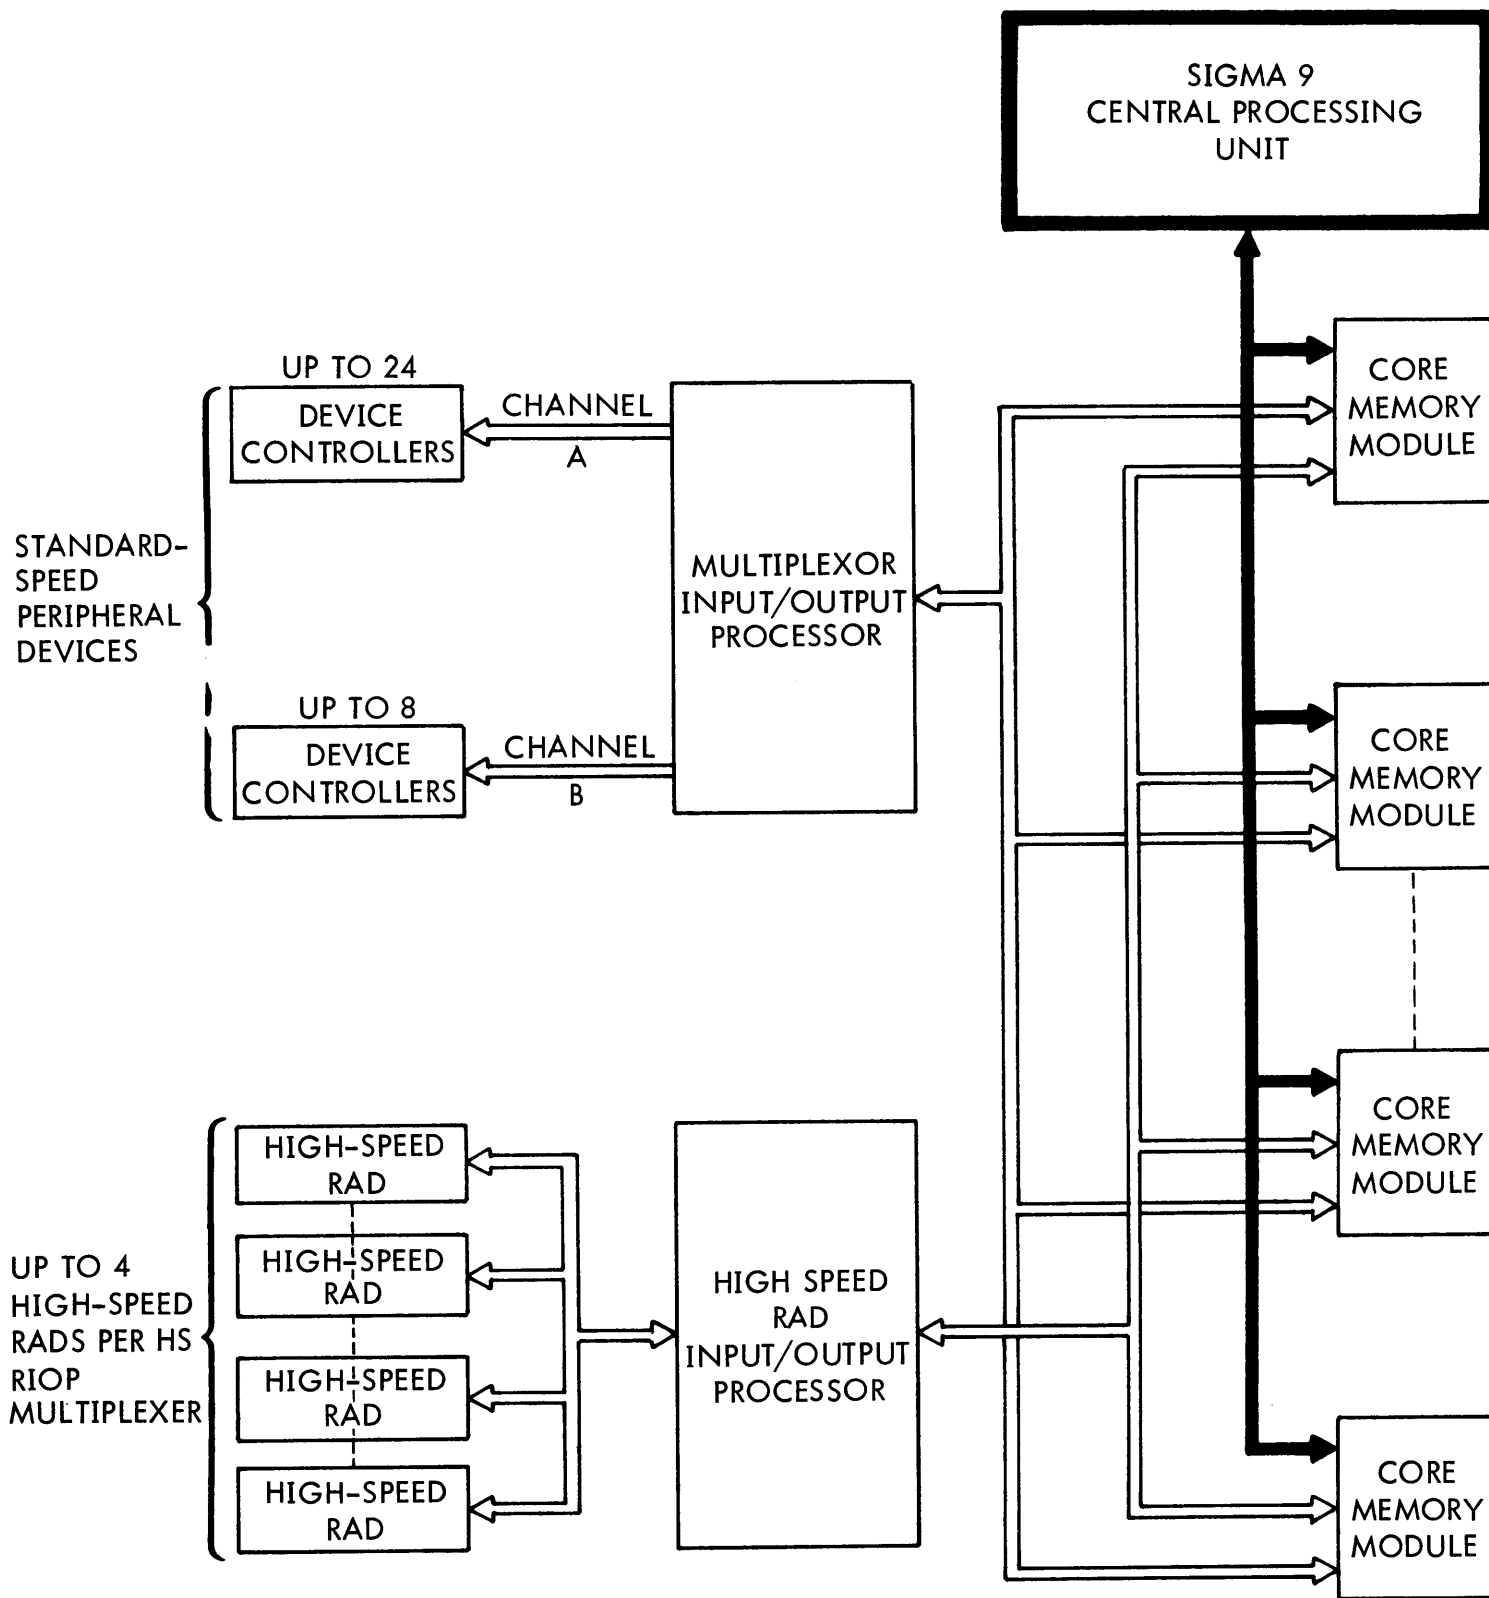 SIGMA 9
CENTRAL PROCESSING
UNIT
UP TO 24
DEVICE
CONTROLLERS
CHANNEL
A
CORE
MEMORY
MODULE
STANDARD-
SPEED
PERIPHERAL
DEVICES
MULTIPLEXOR
INPUT/OUTPUT
PROCESSOR
UP TO 8
DEVICE
CONTROLLERS
CHANNEL
B
CORE
MEMORY
MODULE
CORE
MEMORY
MODULE
UP TO 4
HIGH-SPEED
RADS PER HS
RIOP
MULTIPLEXER
HIGH-SPEED
RAD
HIGH-SPEED
RAD
HIGH-SPEED
RAD
HIGH-SPEED
RAD
HIGH SPEED
RAD
INPUT/OUTPUT
PROCESSOR
CORE
MEMORY
MODULE